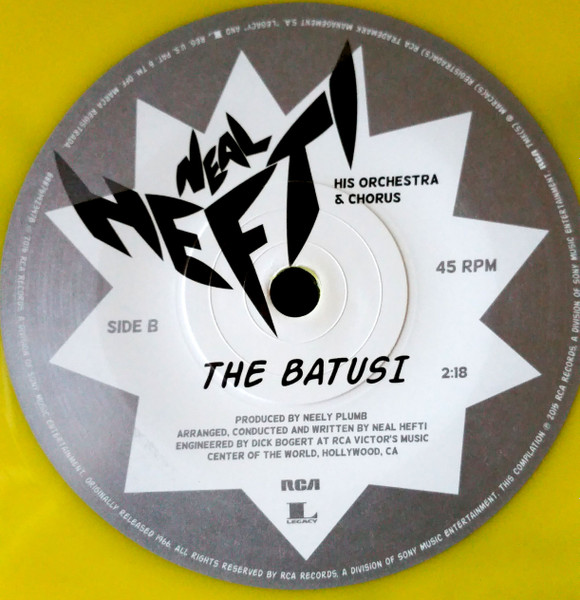 NEAL
HEFTI
HIS ORCHESTRA
& CHORUS
45 RPM
SIDE B
THE BATUSI
2:18
PRODUCED BY NEELY PLUMB
ARRANGED, CONDUCTED AND WRITTEN BY NEAL HEFTI
ENGINEERED BY DICK BOGERT AT RCA VICTOR'S MUSIC
CENTER OF THE WORLD, HOLLYWOOD, CA
RCA
L
LEGACY
ORIGINALLY RELEASED 1966. ALL RIGHTS RESERVED BY RCA RECORDS, A DIVISION OF SONY MUSIC ENTERTAINMENT. THIS COMPILATION ℗ 2015 RCA RECORDS, A DIVISION OF SONY MUSIC ENTERTAINMENT.